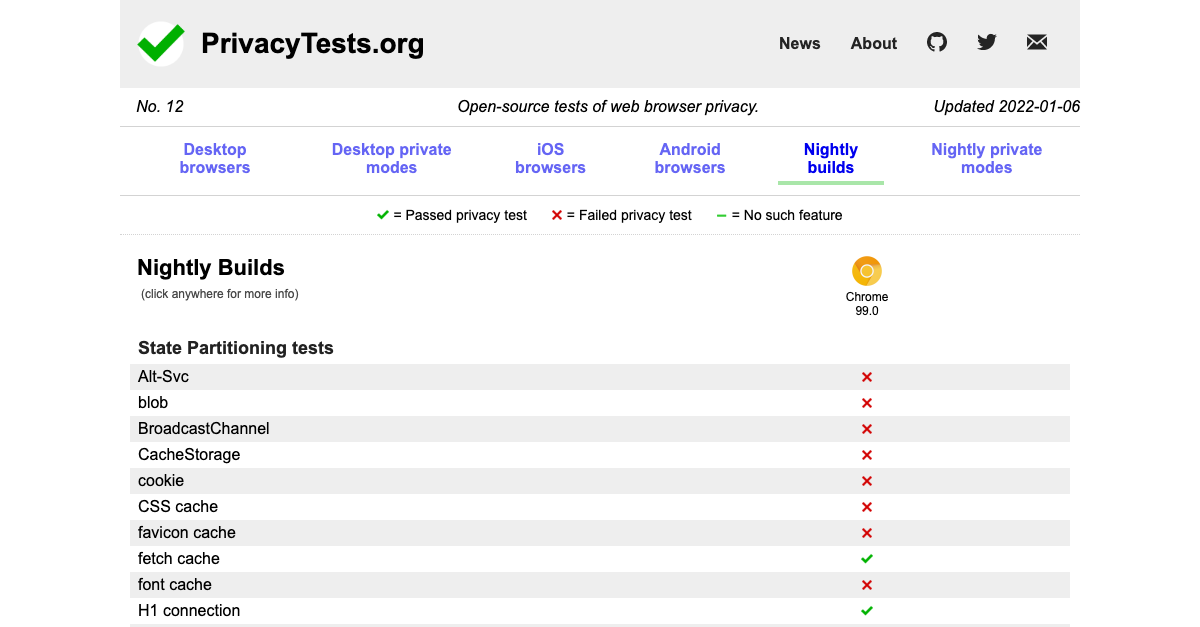 PrivacyTests.org
News About
No. 12 Open-source tests of web browser privacy. Updated 2022-01-06
Desktop browsers
Desktop private modes
iOS browsers
Android browsers
Nightly builds
Nightly private modes
= Passed privacy test = Failed privacy test = No such feature
Nightly Builds
(click anywhere for more info)
Chrome
99.0
State Partitioning tests
Alt-Svc
blob
BroadcastChannel
CacheStorage
cookie
CSS cache
favicon cache
fetch cache
font cache
H1 connection